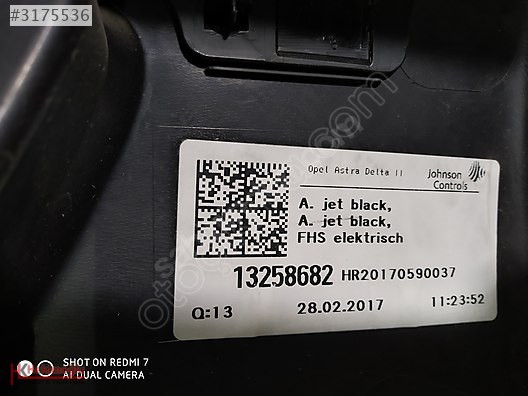 #3175536
Opel Astra Delta II
Johnson
Controls
A. jet black,
A. jet black,
FHS elektrisch
13258682 HR20170590037
Q:13 28.02.2017 11:23:52
SHOT ON REDMI 7
AI DUAL CAMERA